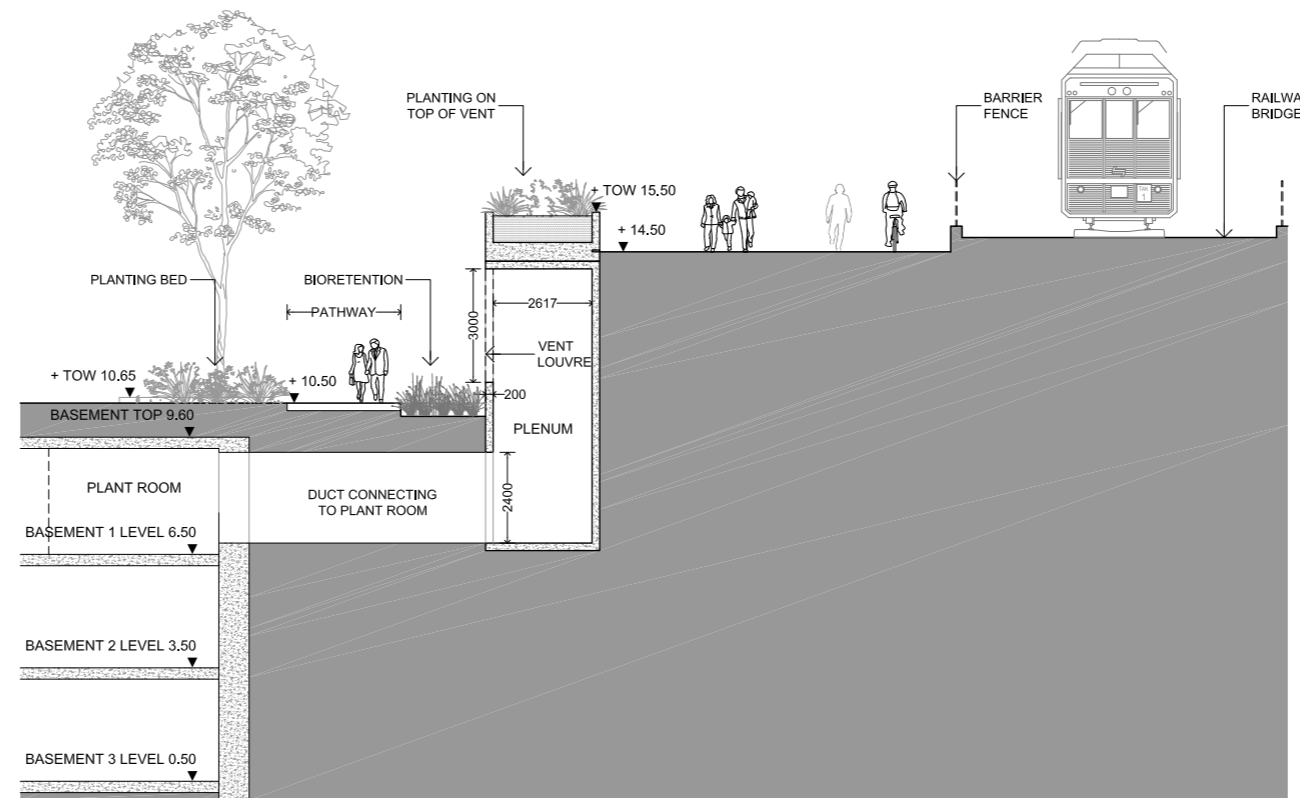 PLANTING ON
TOP OF VENT
BARRIER
FENCE
RAILWA
BRIDGE
+ TOW 15.50
+ 14.50
PLANTING BED
BIORETENTION
PATHWAY
2617
3000
VENT
LOUVRE
+ TOW 10.65
+ 10.50
200
BASEMENT TOP 9.60
PLENUM
PLANT ROOM
DUCT CONNECTING
TO PLANT ROOM
2400
BASEMENT 1 LEVEL 6.50
BASEMENT 2 LEVEL 3.50
BASEMENT 3 LEVEL 0.50